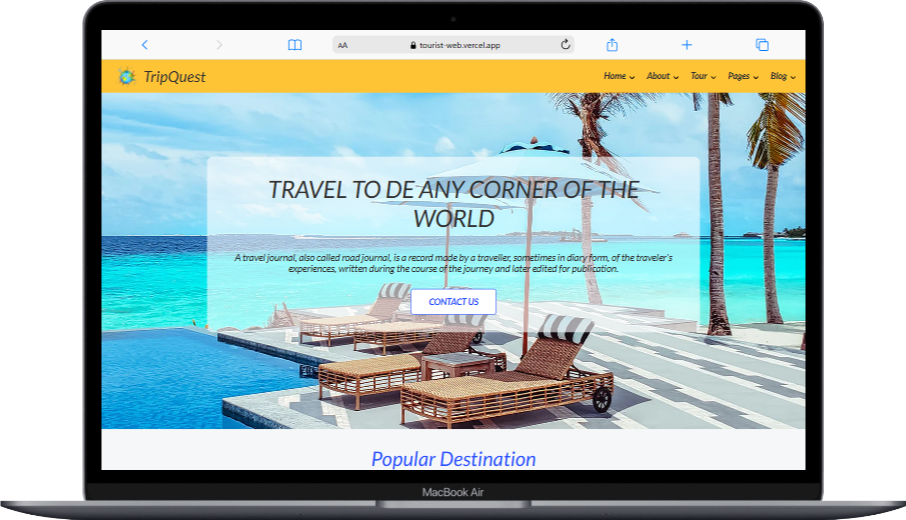 AA tourist-web.vercel.app
TripQuest
Home About Tour Pages Blog
TRAVEL TO DE ANY CORNER OF THE
WORLD
A travel journal, also called road journal, is a record made by a traveller, sometimes in diary form, of the traveler's
experiences, written during the course of the journey and later edited for publication.
CONTACT US
Popular Destination
MacBook Air